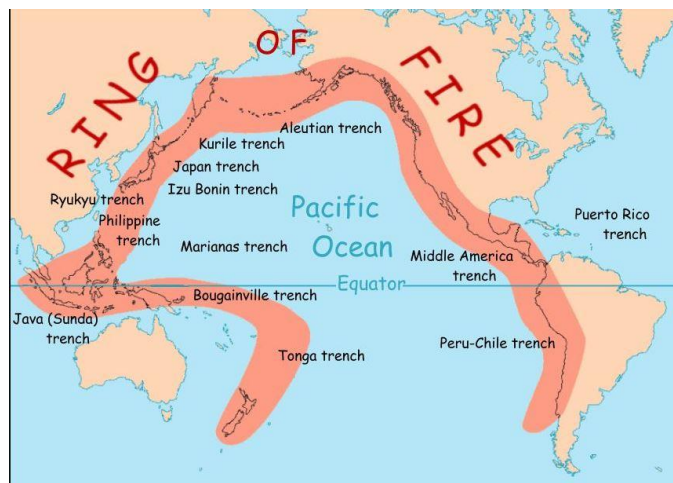 RING OF FIRE
Aleutian trench
Kurile trench
Japan trench
Izu Bonin trench
Ryukyu trench
Philippine
trench
Pacific
Ocean
Puerto Rico
trench
Marianas trench
Middle America
trench
Equator
Bougainville trench
Java (Sunda)
trench
Peru-Chile trench
Tonga trench